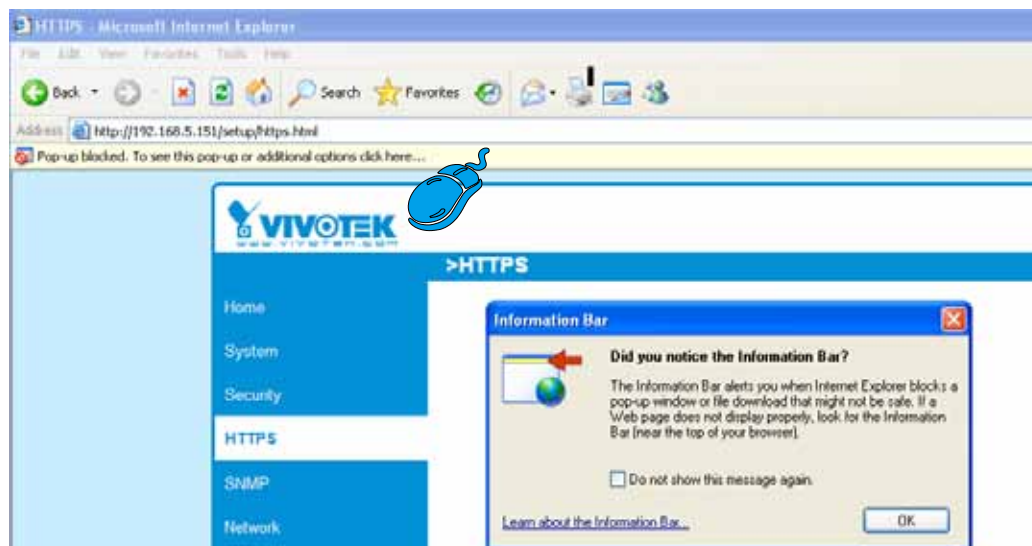 HTTPS - Microsoft Internet Explorer
File Edit View Favorites Tools Help
Back Search Favorites
Address http://192.168.5.151/setup/https.html
Pop-up blocked. To see this pop-up or additional options click here...
VIVOTEK
www.vivotek.com
>HTTPS
Home
System
Security
HTTPS
SNMP
Network
Information Bar
Did you notice the Information Bar?
The Information Bar alerts you when Internet Explorer blocks a
pop-up window or file download that might not be safe. If a
Web page does not display properly, look for the Information
Bar (near the top of your browser).
Do not show this message again.
Learn about the Information Bar...
OK